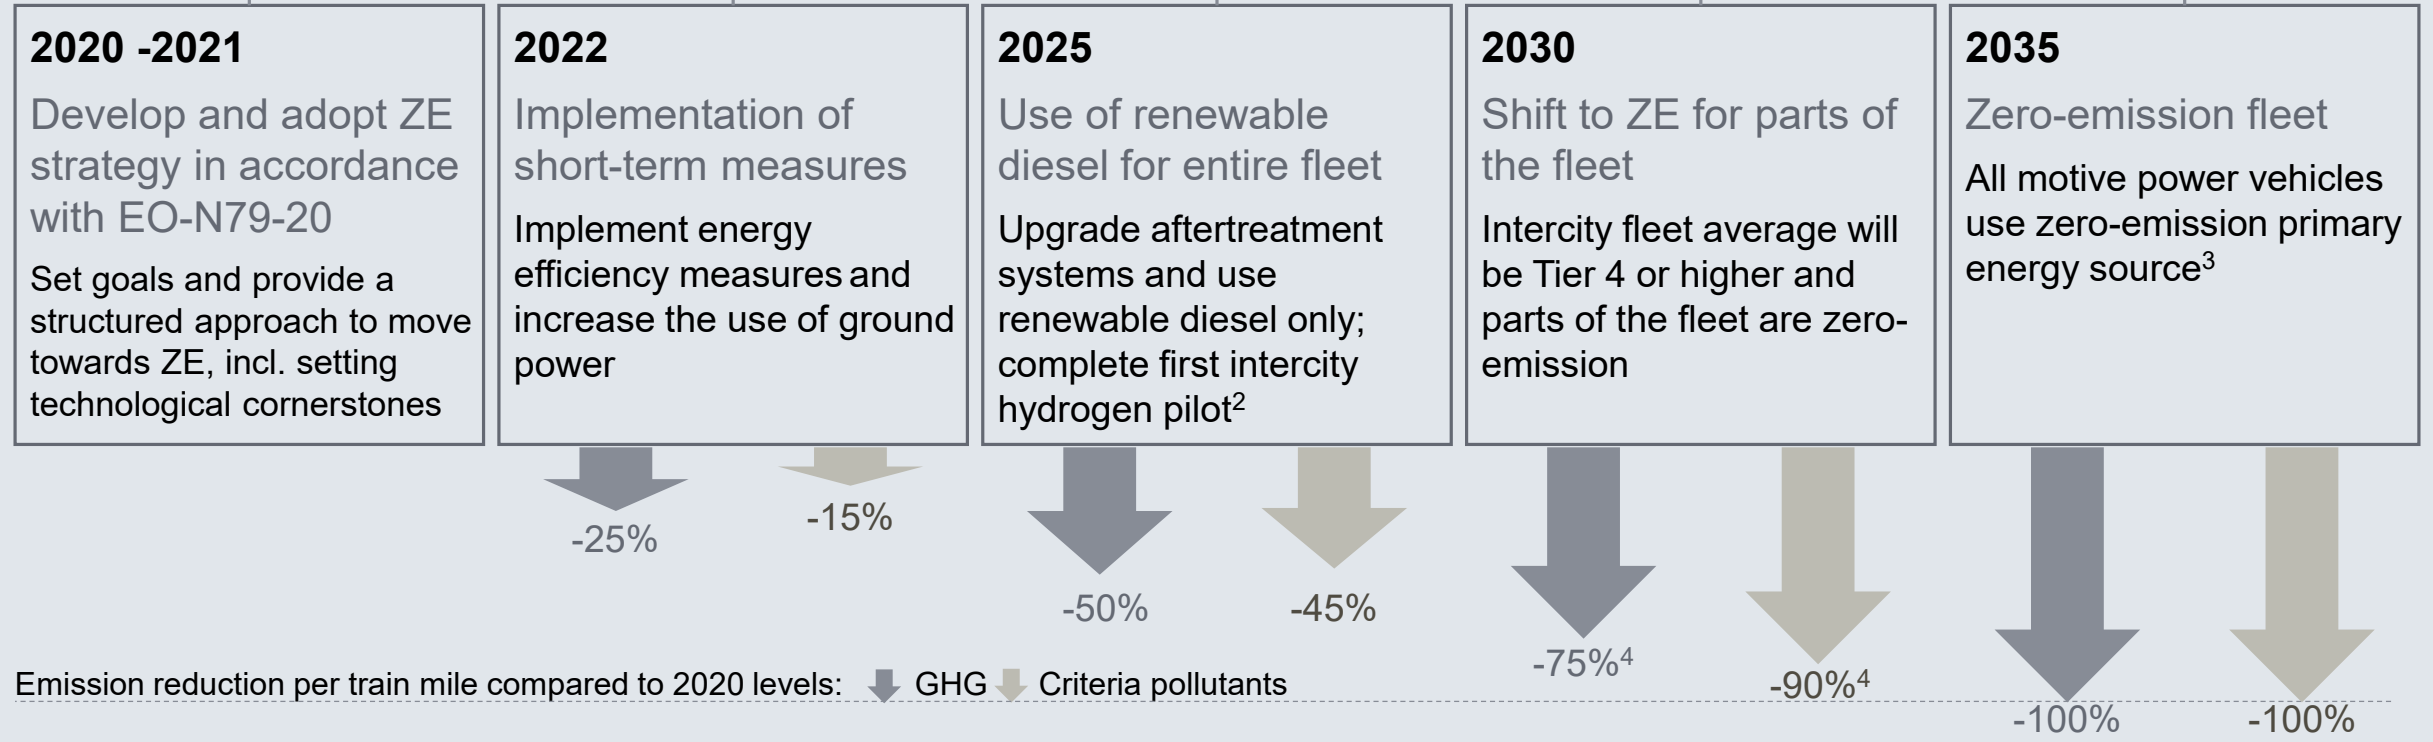 2020 -2021
Develop and adopt ZE
strategy in accordance
with EO-N79-20
Set goals and provide a
structured approach to move
towards ZE, incl. setting
technological cornerstones
2022
Implementation of
short-term measures
Implement energy
efficiency measures and
increase the use of ground
power
2025
Use of renewable
diesel for entire fleet
Upgrade aftertreatment
systems and use
renewable diesel only;
complete first intercity
hydrogen pilot²
2030
Shift to ZE for parts of
the fleet
Intercity fleet average will
be Tier 4 or higher and
parts of the fleet are zero-
emission
2035
Zero-emission fleet
All motive power vehicles
use zero-emission primary
energy source³
-25%
-15%
-50%
-45%
-75%⁴
-90%⁴
-100%
-100%
Emission reduction per train mile compared to 2020 levels: GHG Criteria pollutants